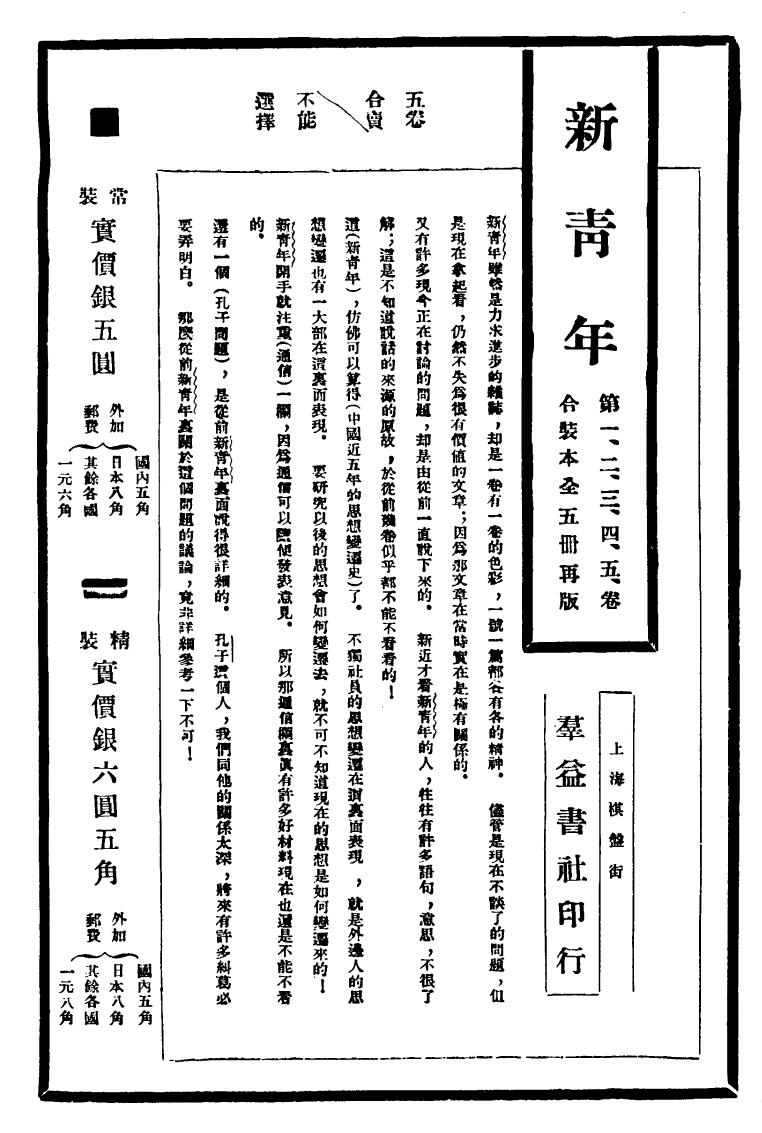 新青年
第一、二、三、四、五、卷
合裝本全五冊再版
上海棋盤街
羣益書社印行
五卷
合賣
不能
選擇
新青年雖然是力求進步的雜誌，却是一卷有一卷的色彩，一號一篇都各有各的精神。 儘管是現在不談了的問題，但
是現在拿起看，仍然不失爲很有價值的文章；因爲那文章在當時實在是極有關係的。
又有許多現今正在討論的問題，却是由從前一直說下來的。 新近才看新青年的人，往往有許多語句，意思，不很了
解；這是不知道說話的來源的原故，於從前幾卷似乎都不能不看看的！
這（新青年），仿佛可以算得（中國近五年的思想變遷史）了。 不獨社員的思想變遷在這裏面表現，就是外邊人的思
想變遷也有一大部在這裏面表現。 要研究以後的思想會如何變遷去，就不可不知道現在的思想是如何變遷來的！
新青年開手就注重（通信）一欄，因爲通信可以隨便發表意見。 所以那通信欄裏眞有許多好材料現在也還是不能不看
的。
還有一個（孔子問題），是從前新青年裏面說得很詳細的。 孔子這個人，我們同他的關係太深，將來有許多糾葛必
要弄明白。 那麼從前新青年裏關於這個問題的議論，竟非詳細參考一下不可！
常裝
實價銀五圓
外加
郵費
國內五角
日本八角
其餘各國
一元六角
精裝
實價銀六圓五角
外加
郵費
國內五角
日本八角
其餘各國
一元八角